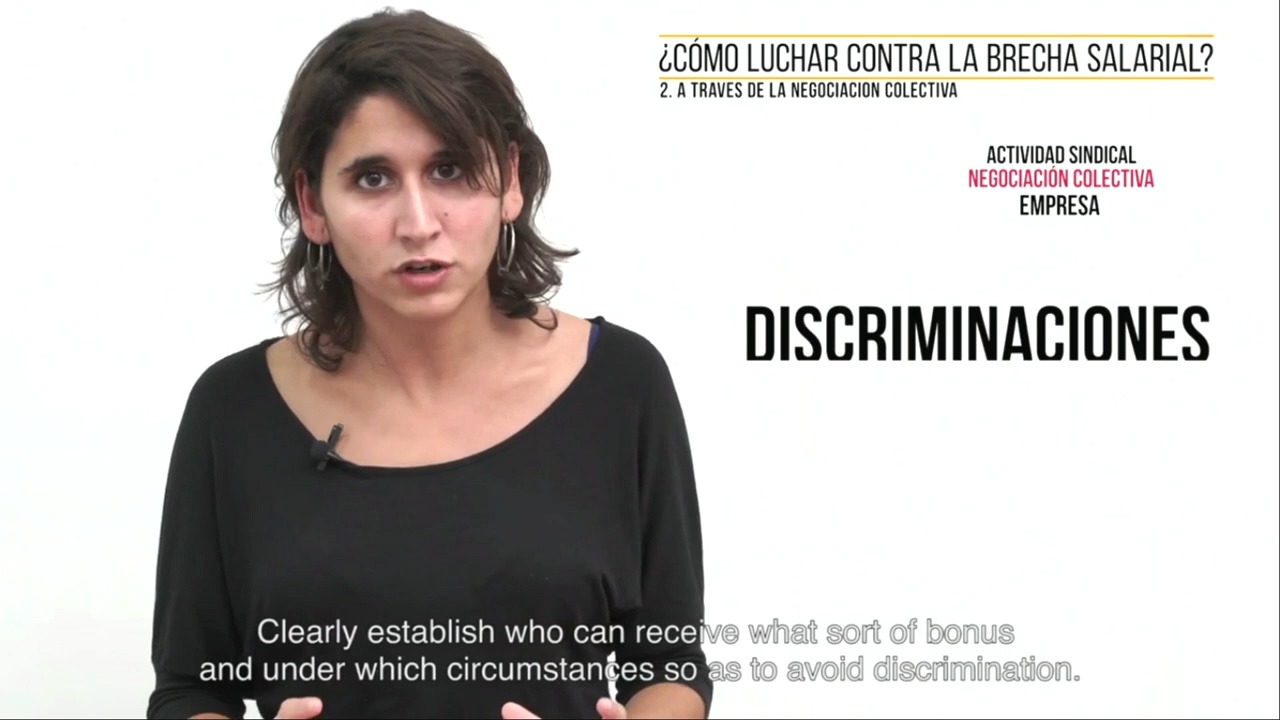 ¿CÓMO LUCHAR CONTRA LA BRECHA SALARIAL?
2. A TRAVES DE LA NEGOCIACION COLECTIVA
ACTIVIDAD SINDICAL
NEGOCIACIÓN COLECTIVA
EMPRESA
DISCRIMINACIONES
Clearly establish who can receive what sort of bonus
and under which circumstances so as to avoid discrimination.